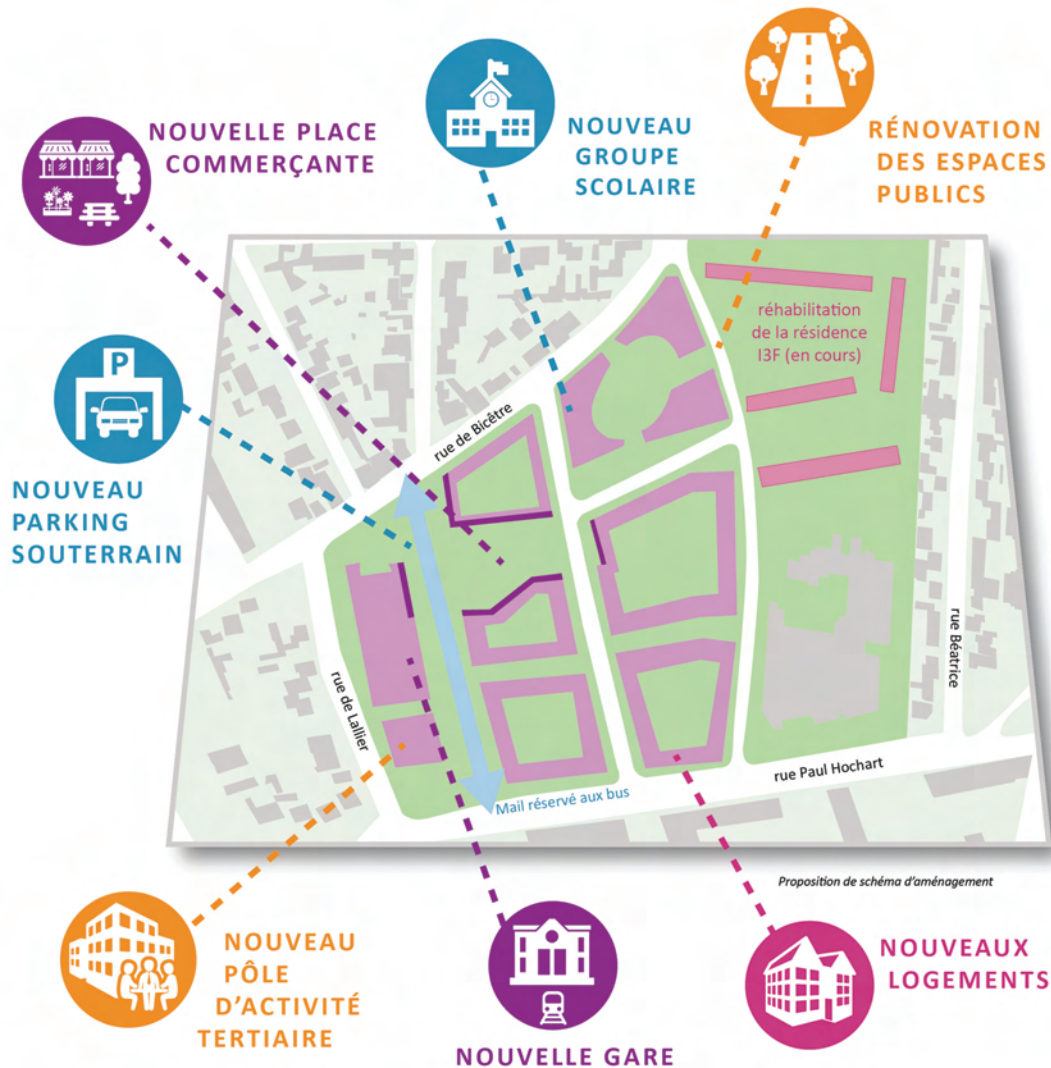 NOUVELLE PLACE
COMMERÇANTE
NOUVEAU
GROUPE
SCOLAIRE
RÉNOVATION
DES ESPACES
PUBLICS
P
NOUVEAU
PARKING
SOUTERRAIN
réhabilitation
de la résidence
I3F (en cours)
rue de Bicêtre
rue de Lallier
rue Béatrice
rue Paul Hochart
Mail réservé aux bus
Proposition de schéma d'aménagement
NOUVEAU
PÔLE
D'ACTIVITÉ
TERTIAIRE
NOUVELLE GARE
NOUVEAUX
LOGEMENTS